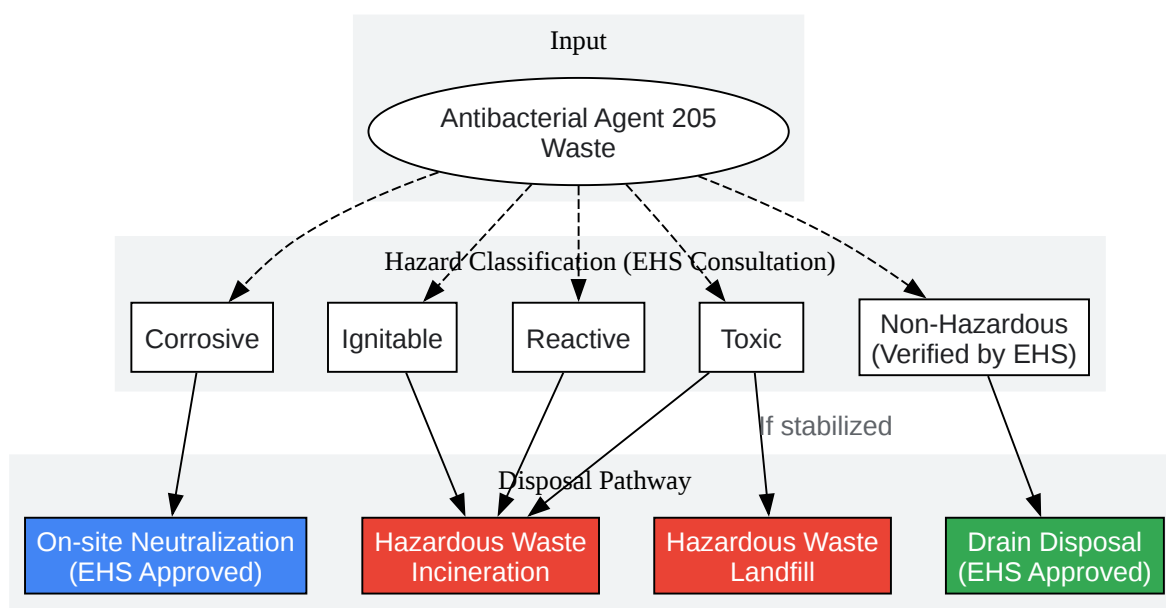 Input
Antibacterial Agent 205
Waste
Hazard Classification (EHS Consultation)
Corrosive
Ignitable
Reactive
Toxic
Non-Hazardous
(Verified by EHS)
If stabilized
Disposal Pathway
On-site Neutralization
(EHS Approved)
Hazardous Waste
Incineration
Hazardous Waste
Landfill
Drain Disposal
(EHS Approved)